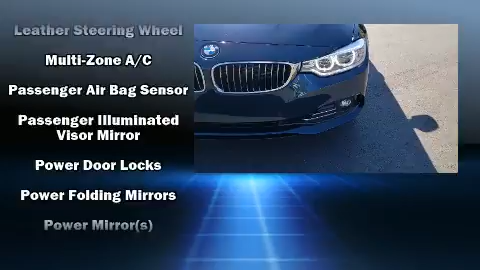 Leather Steering Wheel
Multi-Zone A/C
Passenger Air Bag Sensor
Passenger Illuminated
Visor Mirror
Power Door Locks
Power Folding Mirrors
Power Mirror(s)